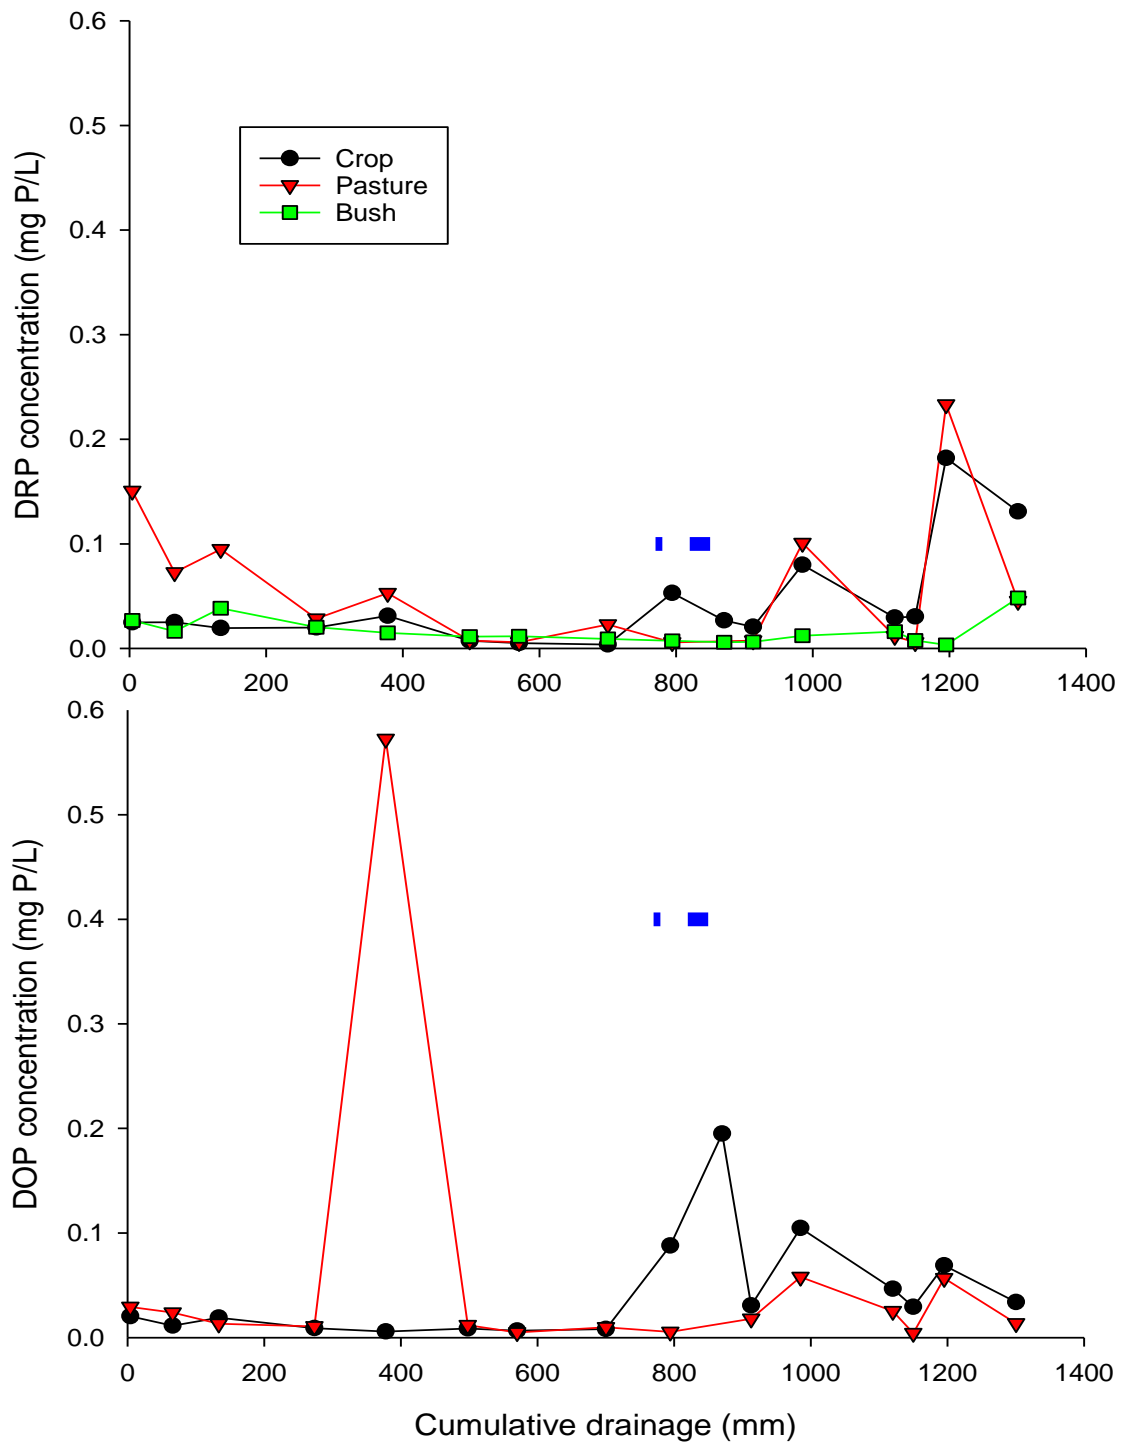 0.6
0.5
0.4
0.3
0.2
0.1
0.0
DRP concentration (mg P/L)
Crop
Pasture
Bush
0 200 400 600 800 1000 1200 1400
0.6
0.5
0.4
0.3
0.2
0.1
0.0
DOP concentration (mg P/L)
0 200 400 600 800 1000 1200 1400
Cumulative drainage (mm)